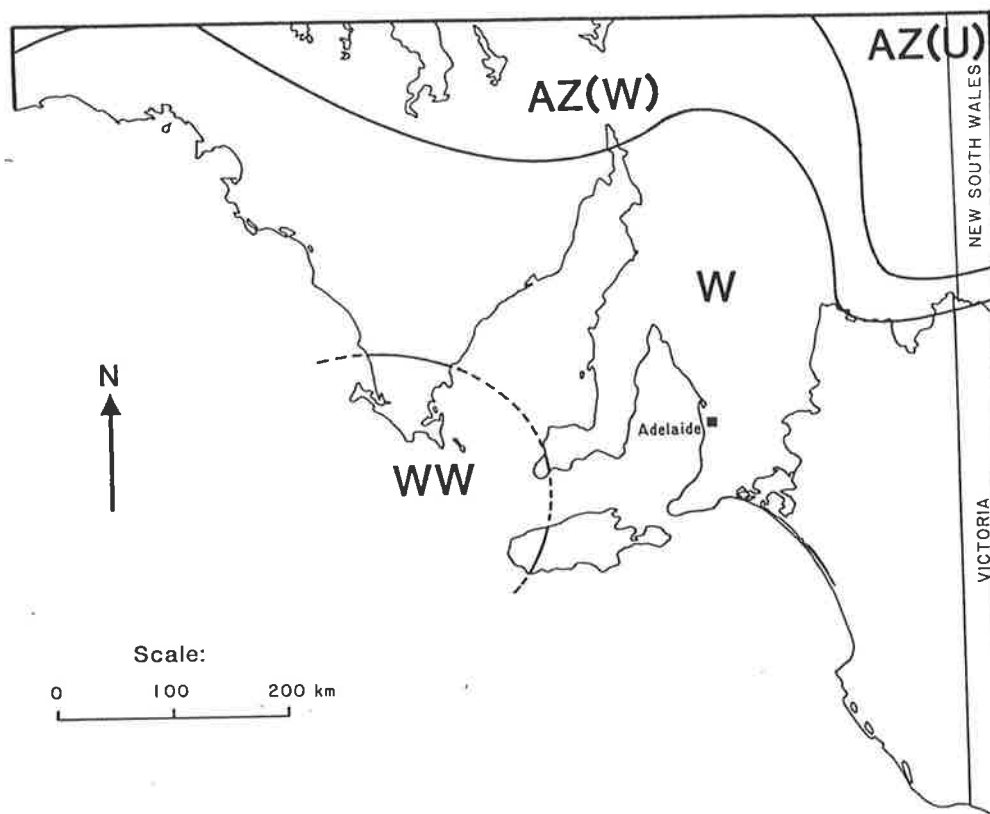 AZ(U)
AZ(W)
NEW SOUTH WALES
W
N
Adelaide
WW
VICTORIA
Scale:
0 100 200 km